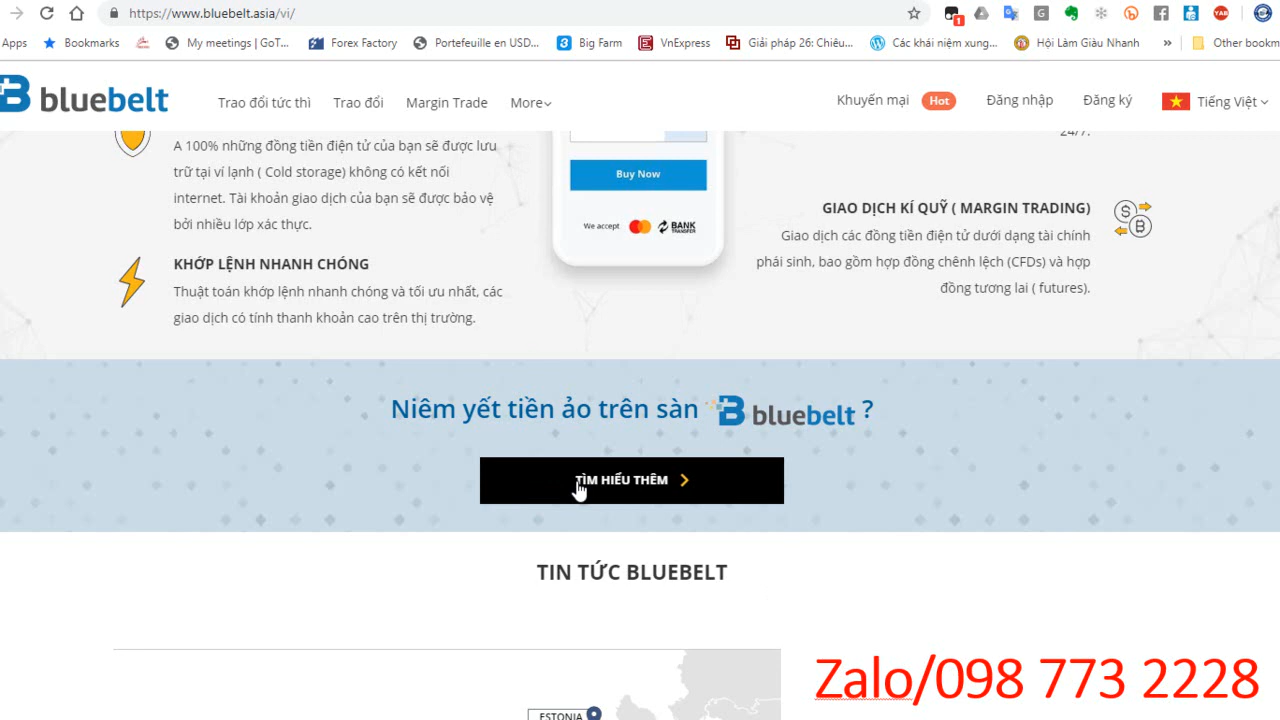 https://www.bluebelt.asia/vi/
1
G
YAB
Apps
Bookmarks
My meetings | GoT...
Forex Factory
Portefeuille en USD...
Big Farm
VnExpress
Giải pháp 26: Chiêu...
Các khái niệm xung...
Hội Làm Giàu Nhanh
»
Other bookm
bluebelt
Trao đổi tức thì
Trao đổi
Margin Trade
More
Khuyến mại
Hot
Đăng nhập
Đăng ký
Tiếng Việt
24/7.
A 100% những đồng tiền điện tử của bạn sẽ được lưu
trữ tại ví lạnh ( Cold storage) không có kết nối
internet. Tài khoản giao dịch của bạn sẽ được bảo vệ
bởi nhiều lớp xác thực.
KHỚP LỆNH NHANH CHÓNG
Thuật toán khớp lệnh nhanh chóng và tối ưu nhất, các
giao dịch có tính thanh khoản cao trên thị trường.
Buy Now
We accept
BANK
TRANSFER
GIAO DỊCH KÍ QUỸ ( MARGIN TRADING)
Giao dịch các đồng tiền điện tử dưới dạng tài chính
phái sinh, bao gồm hợp đồng chênh lệch (CFDs) và hợp
đồng tương lai ( futures).
Niêm yết tiền ảo trên sàn bluebelt ?
TÌM HIỂU THÊM
TIN TỨC BLUEBELT
ESTONIA
Zalo/098 773 2228